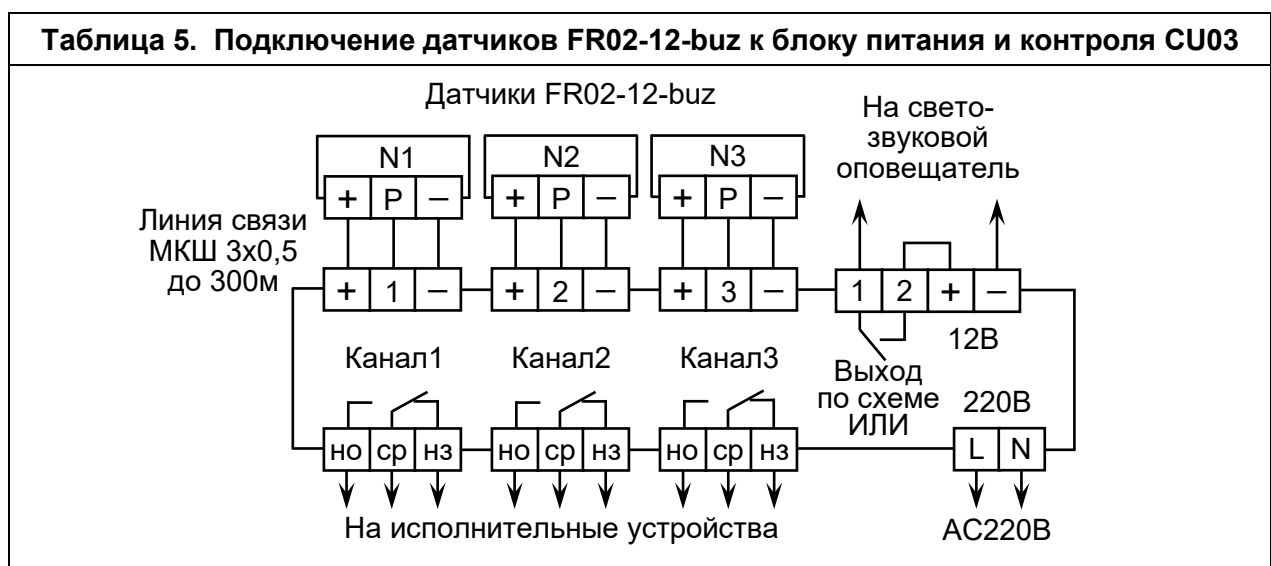 Таблица 5. Подключение датчиков FR02-12-buz к блоку питания и контроля CU03
Датчики FR02-12-buz
На свето-
звуковой
оповещатель
N1 N2 N3
+ P – + P – + P –
Линия связи
МКШ 3х0,5
до 300м
+ 1 – + 2 – + 3 – 1 2 + –
12В
Канал1 Канал2 Канал3
Выход
по схеме
ИЛИ
220В
но ср нз но ср нз но ср нз L N
На исполнительные устройства
AC220В